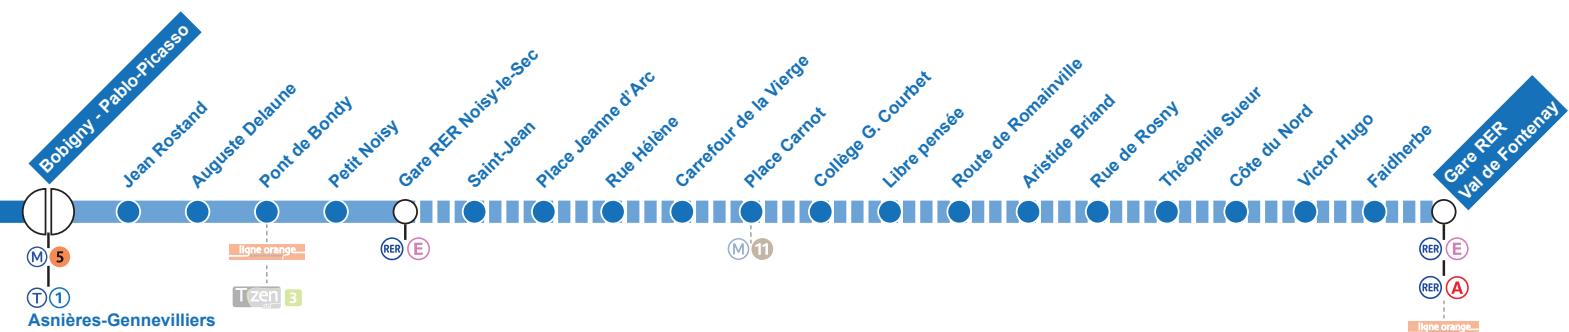 Bobigny - Pablo-Picasso
Jean Rostand
Auguste Delaune
Pont de Bondy
Petit Noisy
Gare RER Noisy-le-Sec
Saint-Jean
Place Jeanne d'Arc
Rue Hélène
Carrefour de la Vierge
Place Carnot
Collège G. Courbet
Libre pensée
Route de Romainville
Aristide Briand
Rue de Rosny
Théophile Sueur
Côte du Nord
Victor Hugo
Faidherbe
Gare RER
Val de Fontenay
M 5
T 1
Asnières-Gennevilliers
ligne orange
T zen 3
RER E
M 11
RER E
RER A
ligne orange